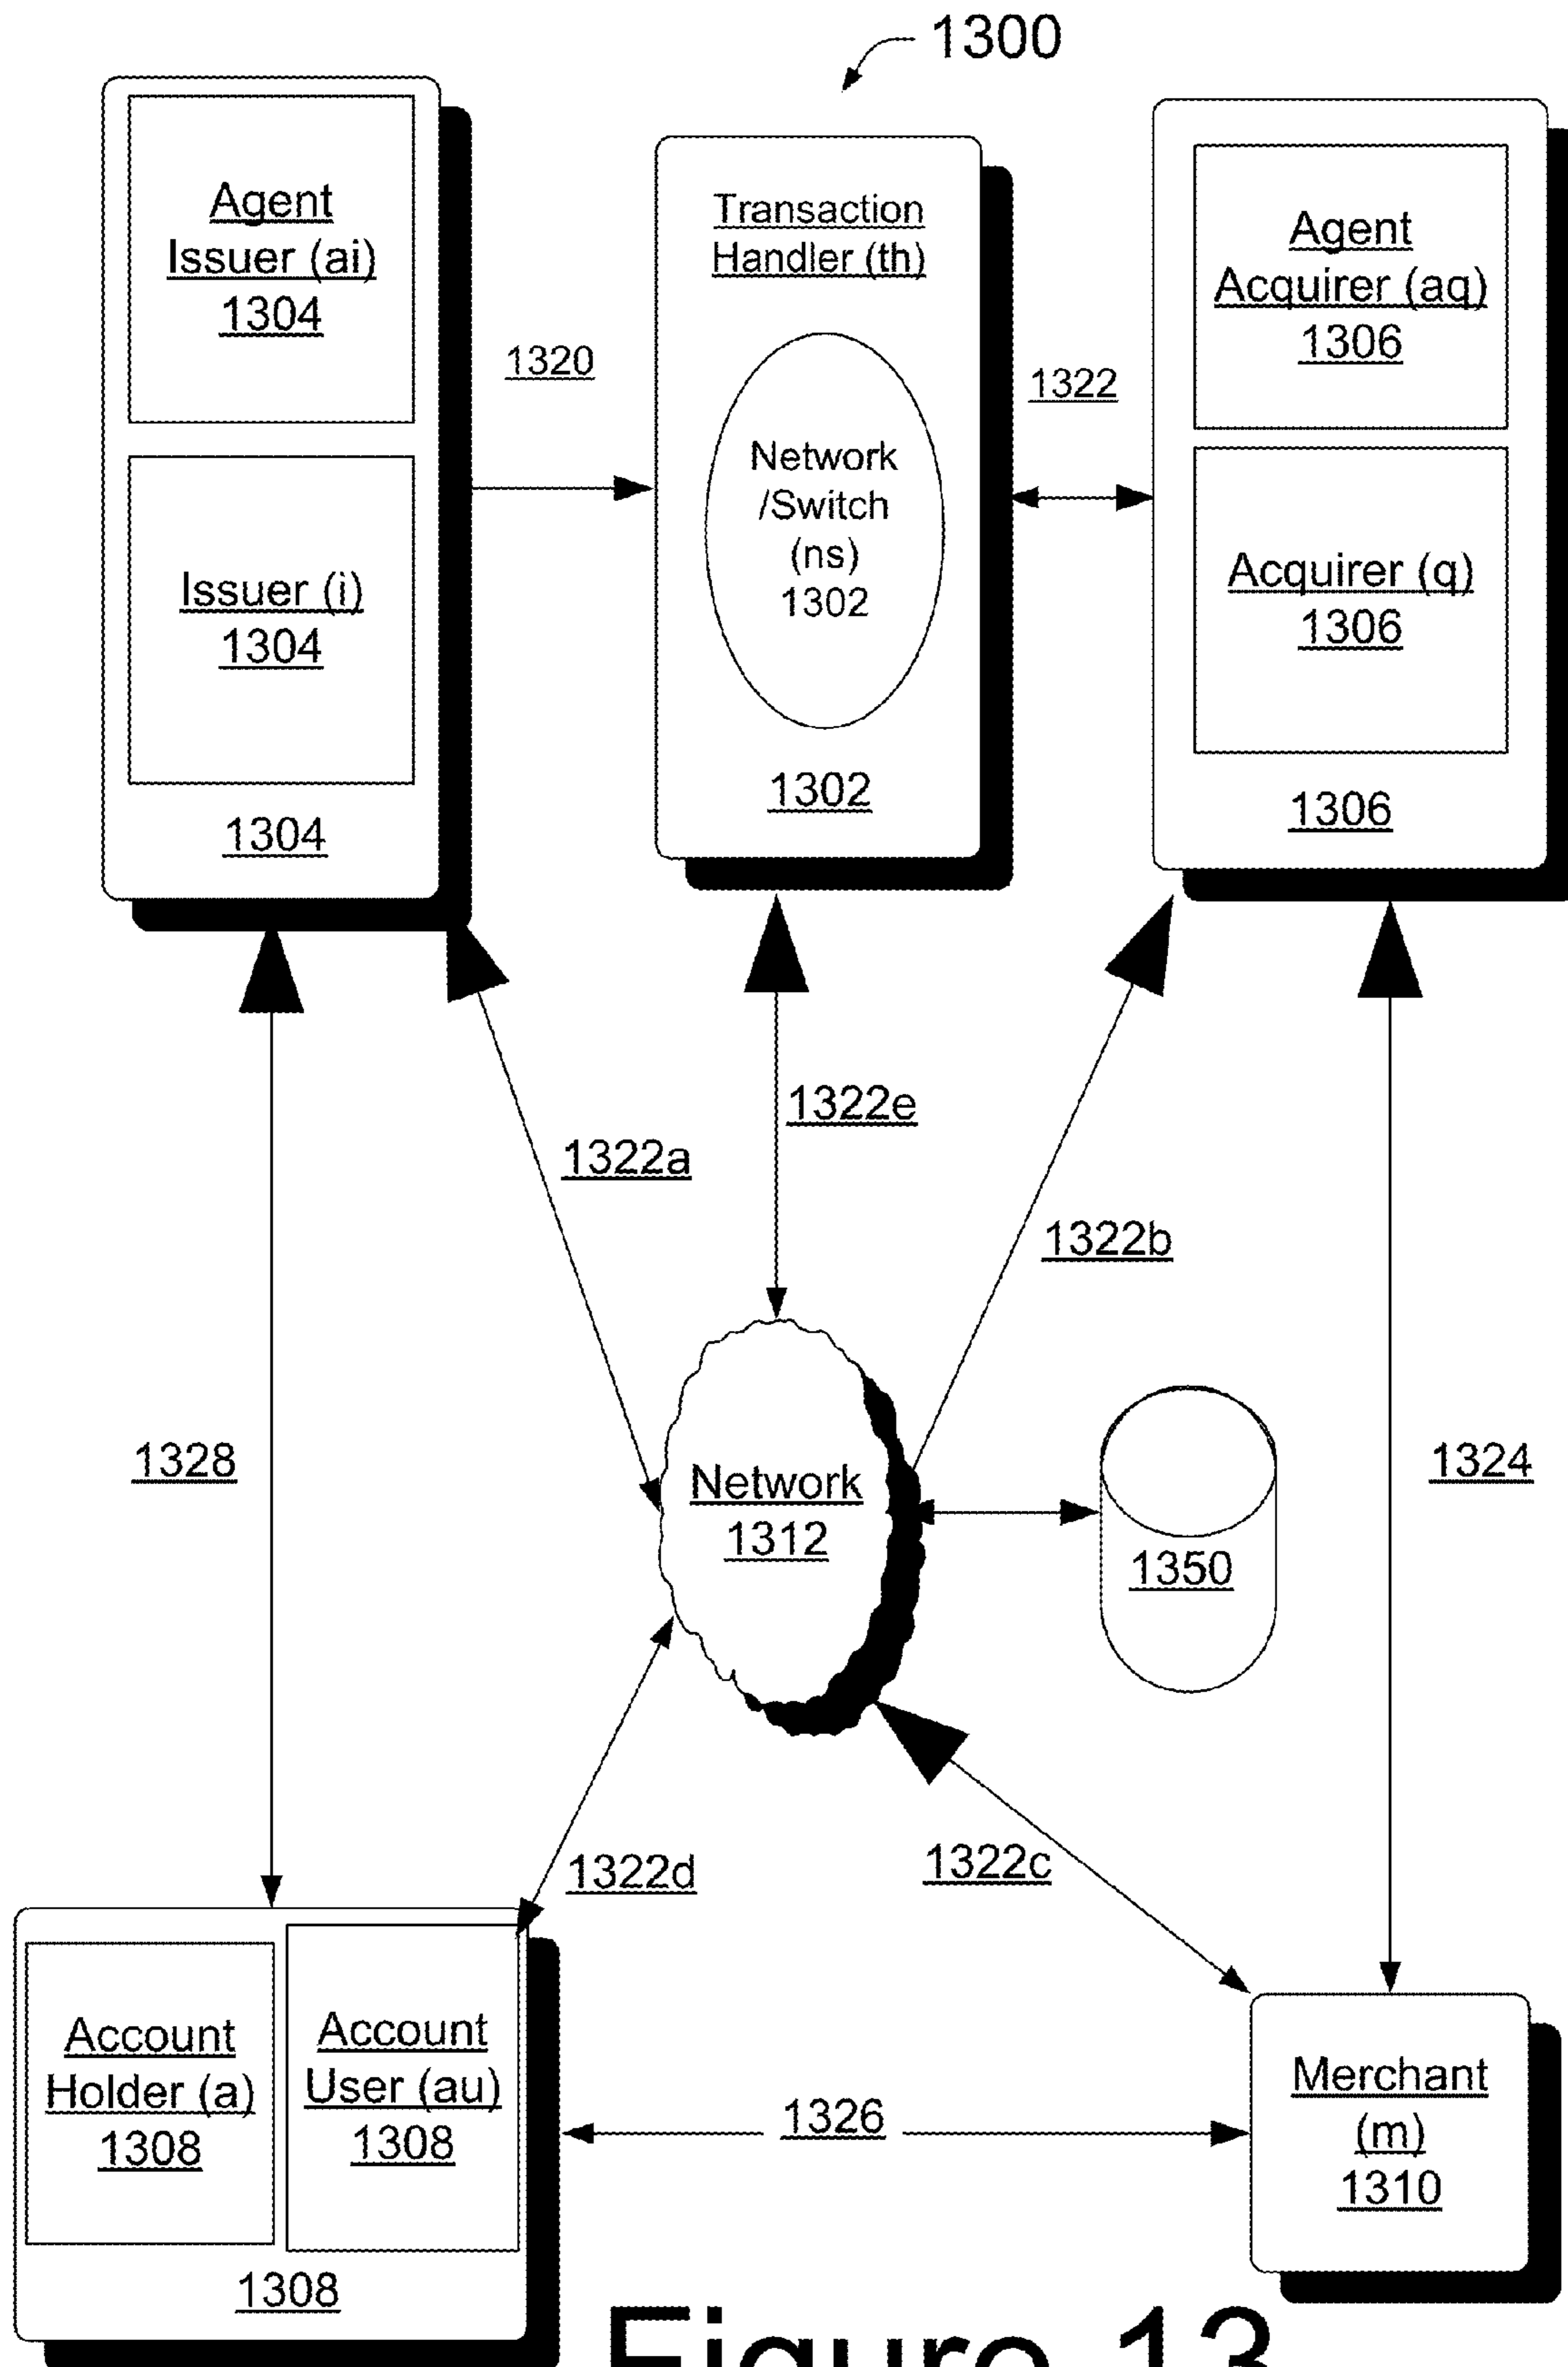 1300
Agent
Issuer (ai)
1304
Issuer (i)
1304
1304
1320
Transaction
Handler (th)
Network
/Switch
(ns)
1302
1302
1322
Agent
Acquirer (aq)
1306
Acquirer (q)
1306
1306
1322a
1322e
1322b
1328
Network
1312
1350
1324
1322d
1322c
Account
Holder (a)
1308
Account
User (au)
1308
1308
1326
Merchant
(m)
1310
Figure 13